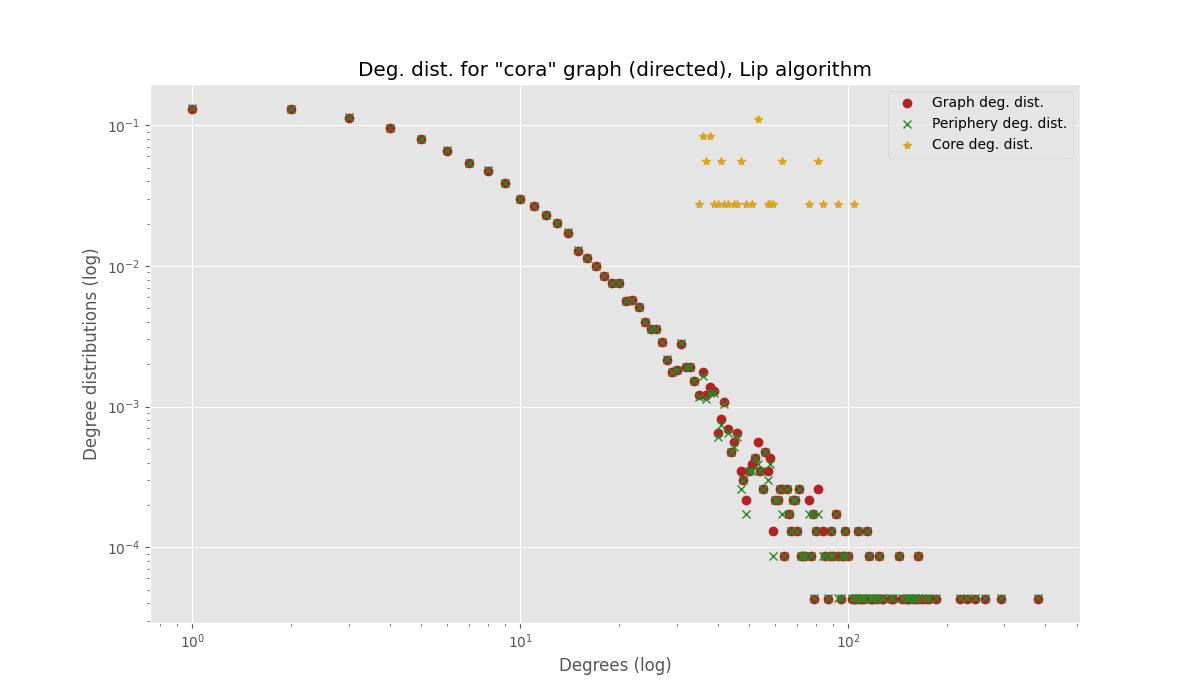 Deg. dist. for "cora" graph (directed), Lip algorithm
Graph deg. dist.
Periphery deg. dist.
Core deg. dist.
Degree distributions (log)
10⁻¹
10⁻²
10⁻³
10⁻⁴
10⁰
10¹
10²
Degrees (log)